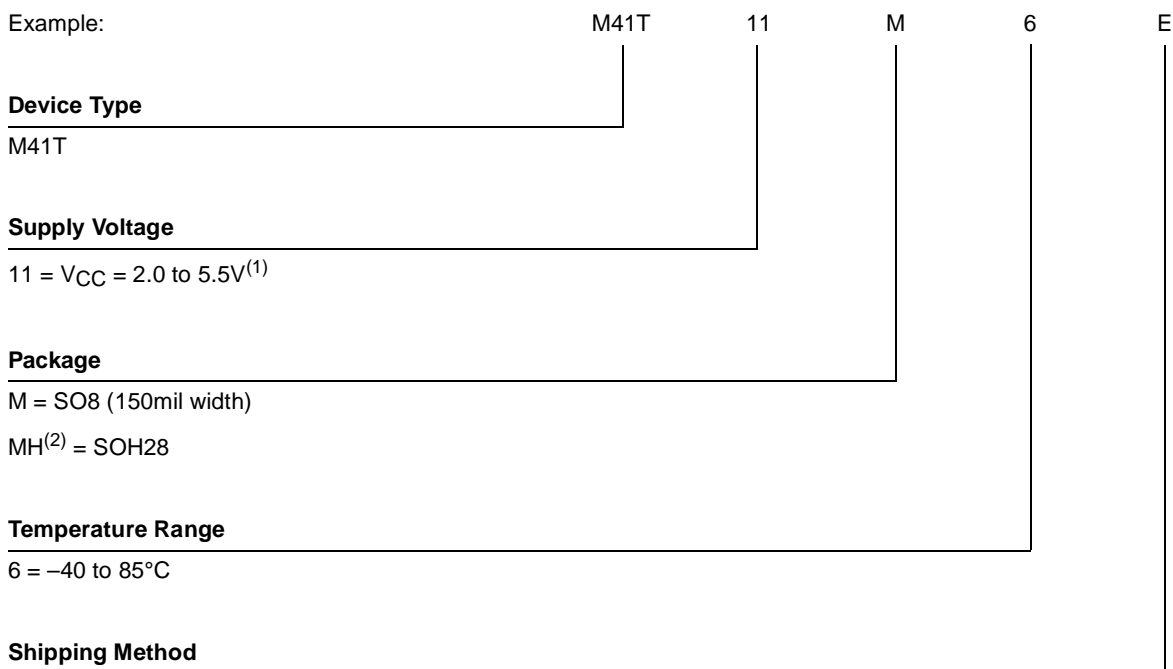 Example: M41T 11 M 6 E
Device Type
M41T
Supply Voltage
11 = VCC = 2.0 to 5.5V(1)
Package
M = SO8 (150mil width)
MH(2) = SOH28
Temperature Range
6 = –40 to 85°C
Shipping Method